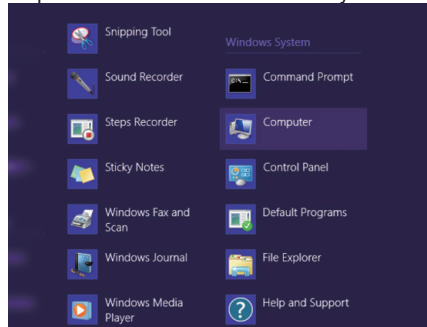 Snipping Tool
Sound Recorder
Steps Recorder
Sticky Notes
Windows Fax and
Scan
Windows Journal
Windows Media
Player
Windows System
Command Prompt
Computer
Control Panel
Default Programs
File Explorer
Help and Support